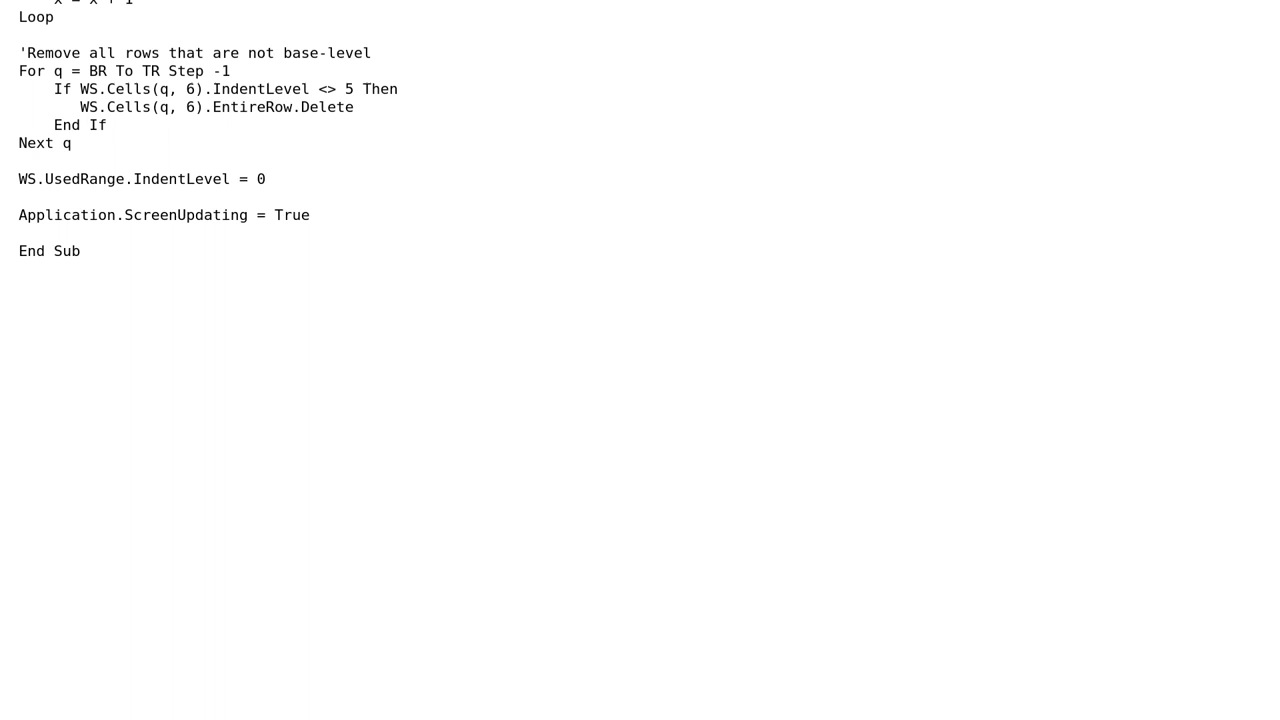 x = x + 1
Loop
'Remove all rows that are not base-level
For q = BR To TR Step -1
    If WS.Cells(q, 6).IndentLevel <> 5 Then
       WS.Cells(q, 6).EntireRow.Delete
    End If
Next q
WS.UsedRange.IndentLevel = 0
Application.ScreenUpdating = True
End Sub